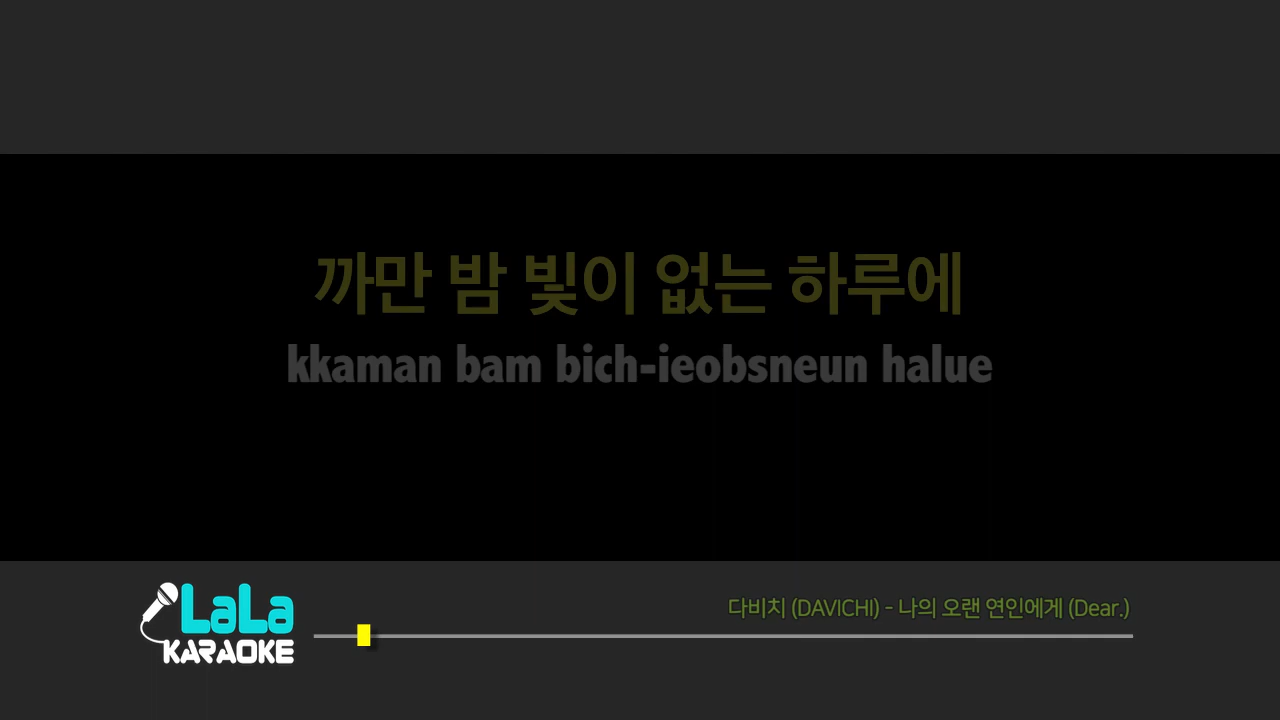 까만 밤 빛이 없는 하루에
kkaman bam bich-ieobsneun halue
다비치 (DAVICHI) - 나의 오랜 연인에게 (Dear.)
LaLa
KARAOKE